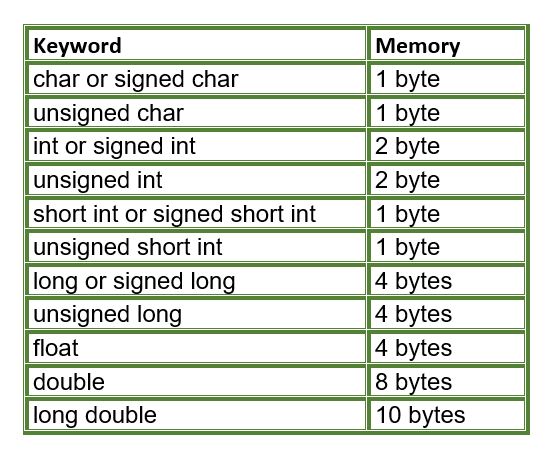 Keyword Memory
char or signed char 1 byte
unsigned char 1 byte
int or signed int 2 byte
unsigned int 2 byte
short int or signed short int 1 byte
unsigned short int 1 byte
long or signed long 4 bytes
unsigned long 4 bytes
float 4 bytes
double 8 bytes
long double 10 bytes